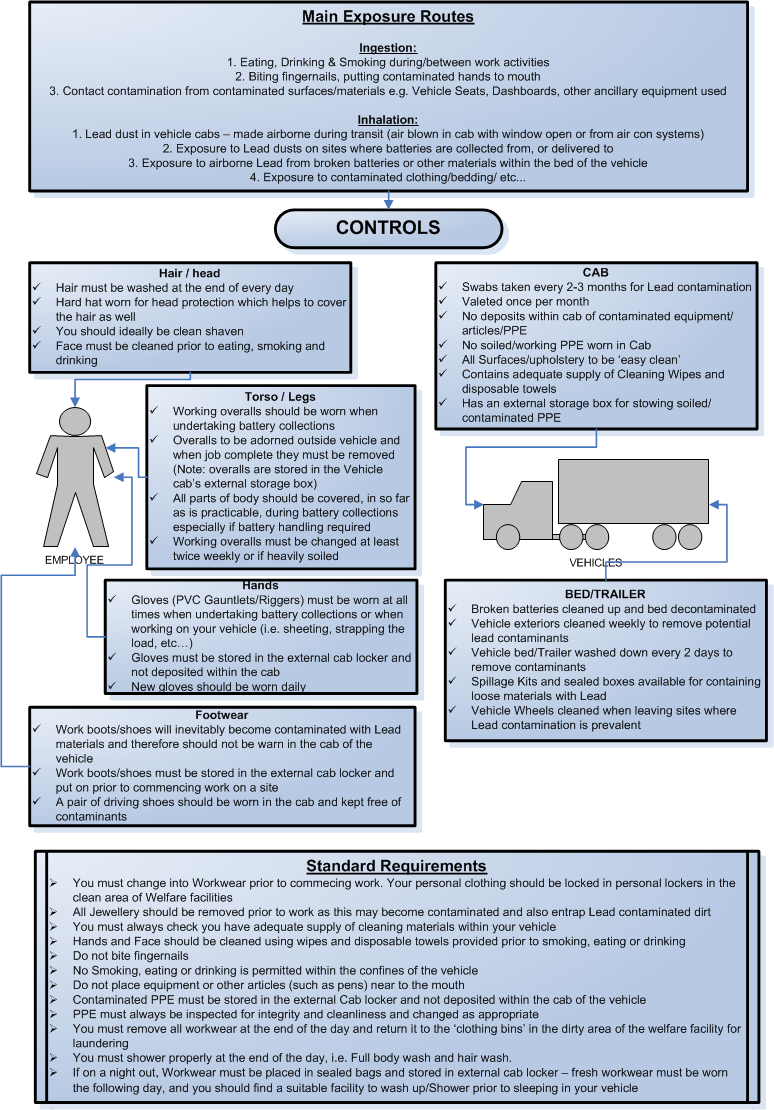 Main Exposure Routes
Ingestion:
1. Eating, Drinking & Smoking during/between work activities
2. Biting fingernails, putting contaminated hands to mouth
3. Contact contamination from contaminated surfaces/materials e.g. Vehicle Seats, Dashboards, other ancillary equipment used
Inhalation:
1. Lead dust in vehicle cabs – made airborne during transit (air blown in cab with window open or from air con systems)
2. Exposure to Lead dusts on sites where batteries are collected from, or delivered to
3. Exposure to airborne Lead from broken batteries or other materials within the bed of the vehicle
4. Exposure to contaminated clothing/bedding/ etc...
CONTROLS
Hair / head
✓ Hair must be washed at the end of every day
✓ Hard hat worn for head protection which helps to cover
the hair as well
✓ You should ideally be clean shaven
✓ Face must be cleaned prior to eating, smoking and
drinking
CAB
✓ Swabs taken every 2-3 months for Lead contamination
✓ Valeted once per month
✓ No deposits within cab of contaminated equipment/
articles/PPE
✓ No soiled/working PPE worn in Cab
✓ All Surfaces/upholstery to be ‘easy clean’
✓ Contains adequate supply of Cleaning Wipes and
disposable towels
✓ Has an external storage box for stowing soiled/
contaminated PPE
Torso / Legs
✓ Working overalls should be worn when
undertaking battery collections
✓ Overalls to be adorned outside vehicle and
when job complete they must be removed
(Note: overalls are stored in the Vehicle
cab’s external storage box)
✓ All parts of body should be covered, in so far
as is practicable, during battery collections
especially if battery handling required
✓ Working overalls must be changed at least
twice weekly or if heavily soiled
EMPLOYEE
VEHICLES
Hands
✓ Gloves (PVC Gauntlets/Riggers) must be worn at all
times when undertaking battery collections or when
working on your vehicle (i.e. sheeting, strapping the
load, etc…)
✓ Gloves must be stored in the external cab locker and
not deposited within the cab
✓ New gloves should be worn daily
BED/TRAILER
✓ Broken batteries cleaned up and bed decontaminated
✓ Vehicle exteriors cleaned weekly to remove potential
lead contaminants
✓ Vehicle bed/Trailer washed down every 2 days to
remove contaminants
✓ Spillage Kits and sealed boxes available for containing
loose materials with Lead
✓ Vehicle Wheels cleaned when leaving sites where
Lead contamination is prevalent
Footwear
✓ Work boots/shoes will inevitably become contaminated with Lead
materials and therefore should not be warn in the cab of the
vehicle
✓ Work boots/shoes must be stored in the external cab locker and
put on prior to commencing work on a site
✓ A pair of driving shoes should be worn in the cab and kept free of
contaminants
Standard Requirements
➢ You must change into Workwear prior to commecing work. Your personal clothing should be locked in personal lockers in the
clean area of Welfare facilities
➢ All Jewellery should be removed prior to work as this may become contaminated and also entrap Lead contaminated dirt
➢ You must always check you have adequate supply of cleaning materials within your vehicle
➢ Hands and Face should be cleaned using wipes and disposable towels provided prior to smoking, eating or drinking
➢ Do not bite fingernails
➢ No Smoking, eating or drinking is permitted within the confines of the vehicle
➢ Do not place equipment or other articles (such as pens) near to the mouth
➢ Contaminated PPE must be stored in the external Cab locker and not deposited within the cab of the vehicle
➢ PPE must always be inspected for integrity and cleanliness and changed as appropriate
➢ You must remove all workwear at the end of the day and return it to the ‘clothing bins’ in the dirty area of the welfare facility for
laundering
➢ You must shower properly at the end of the day, i.e. Full body wash and hair wash.
➢ If on a night out, Workwear must be placed in sealed bags and stored in external cab locker – fresh workwear must be worn
the following day, and you should find a suitable facility to wash up/Shower prior to sleeping in your vehicle